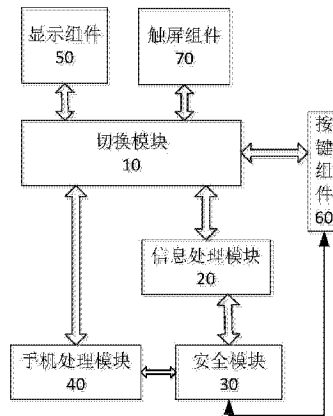 显示组件
50
触屏组件
70
切换模块
10
按
键
组
件
60
信息处理模块
20
手机处理模块
40
安全模块
30